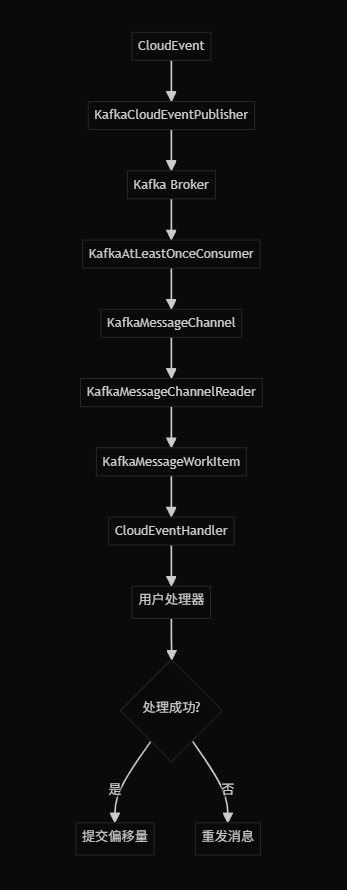 CloudEvent
KafkaCloudEventPublisher
Kafka Broker
KafkaAtLeastOnceConsumer
KafkaMessageChannel
KafkaMessageChannelReader
KafkaMessageWorkItem
CloudEventHandler
用户处理器
处理成功?
是
否
提交偏移量
重发消息